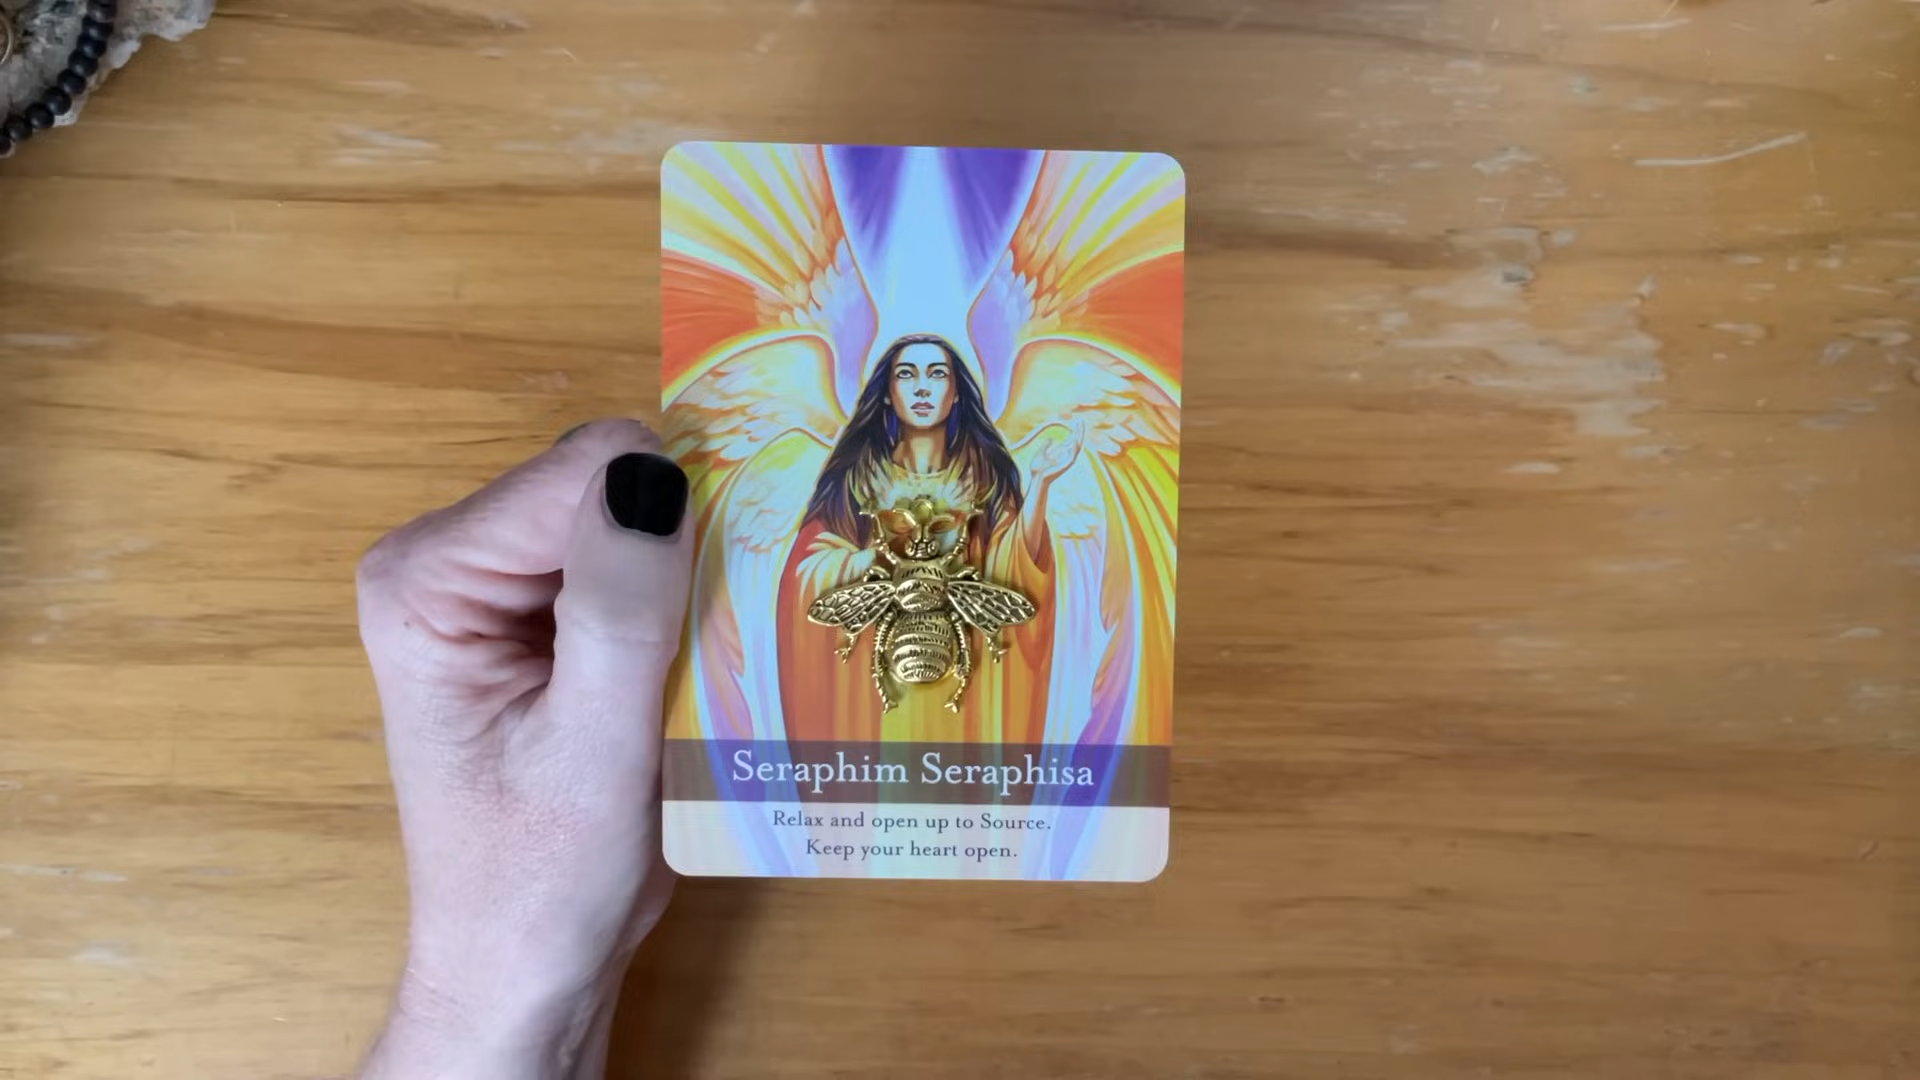 Seraphim Seraphisa
Relax and open up to Source.
Keep your heart open.